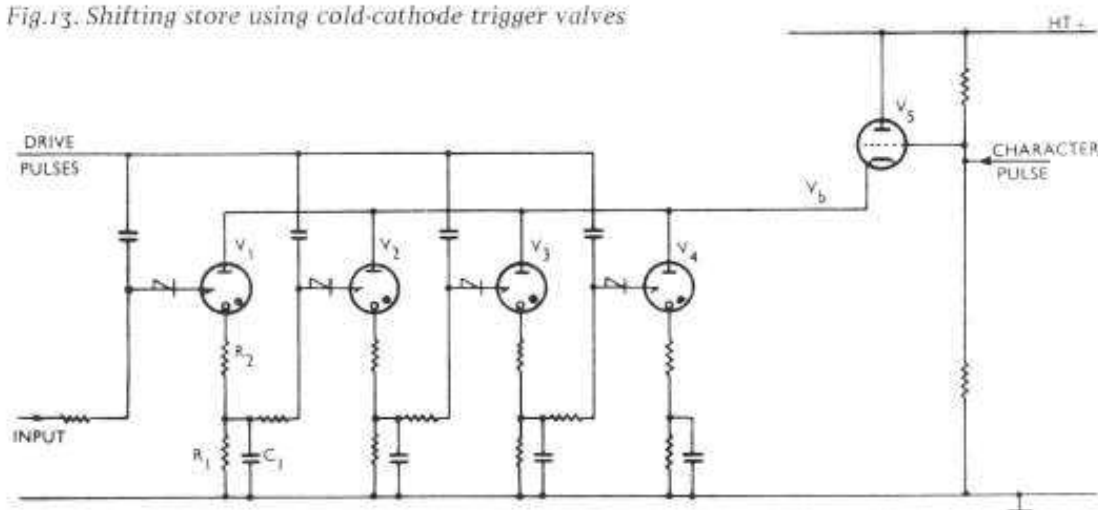 Fig.13. Shifting store using cold-cathode trigger valves
HT +
DRIVE
PULSES
V5
CHARACTER
PULSE
Vb
V1
V2
V3
V4
R2
INPUT
R1
C1